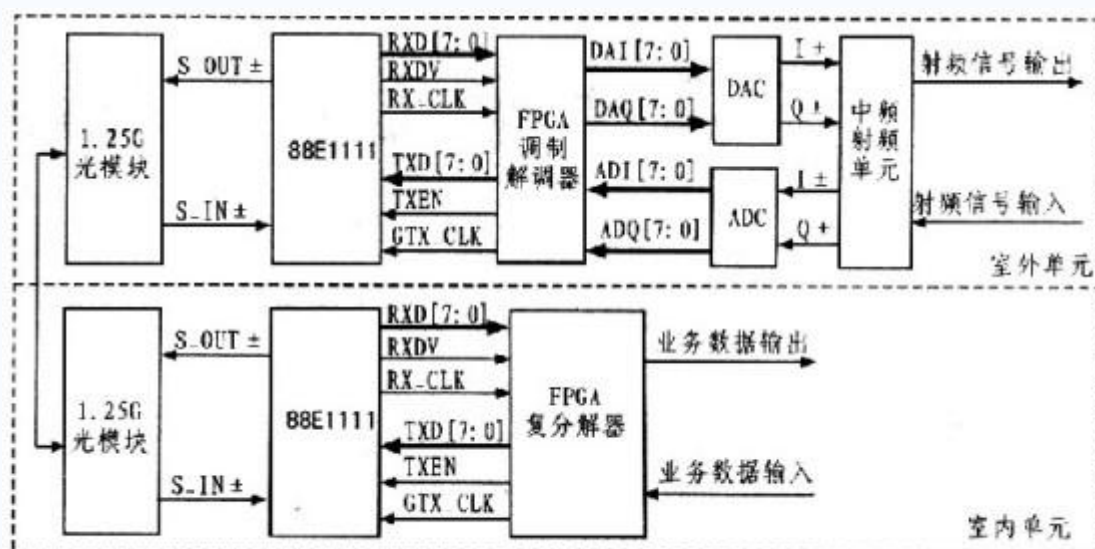 1.25G
光模块
S_OUT ±
S_IN ±
88E1111
RXD[7:0]
RXDV
RX_CLK
TXD[7:0]
TXEN
GTX_CLK
FPGA
调制
解调器
DAI[7:0]
DAQ[7:0]
ADI[7:0]
ADQ[7:0]
DAC
ADC
I +
Q ±
I ±
Q +
中频
射频
单元
射频信号输出
射频信号输入
室外单元
1.25G
光模块
S_OUT ±
S_IN ±
88E1111
RXD[7:0]
RXDV
RX_CLK
TXD[7:0]
TXEN
GTX_CLK
FPGA
复分解器
业务数据输出
业务数据输入
室内单元